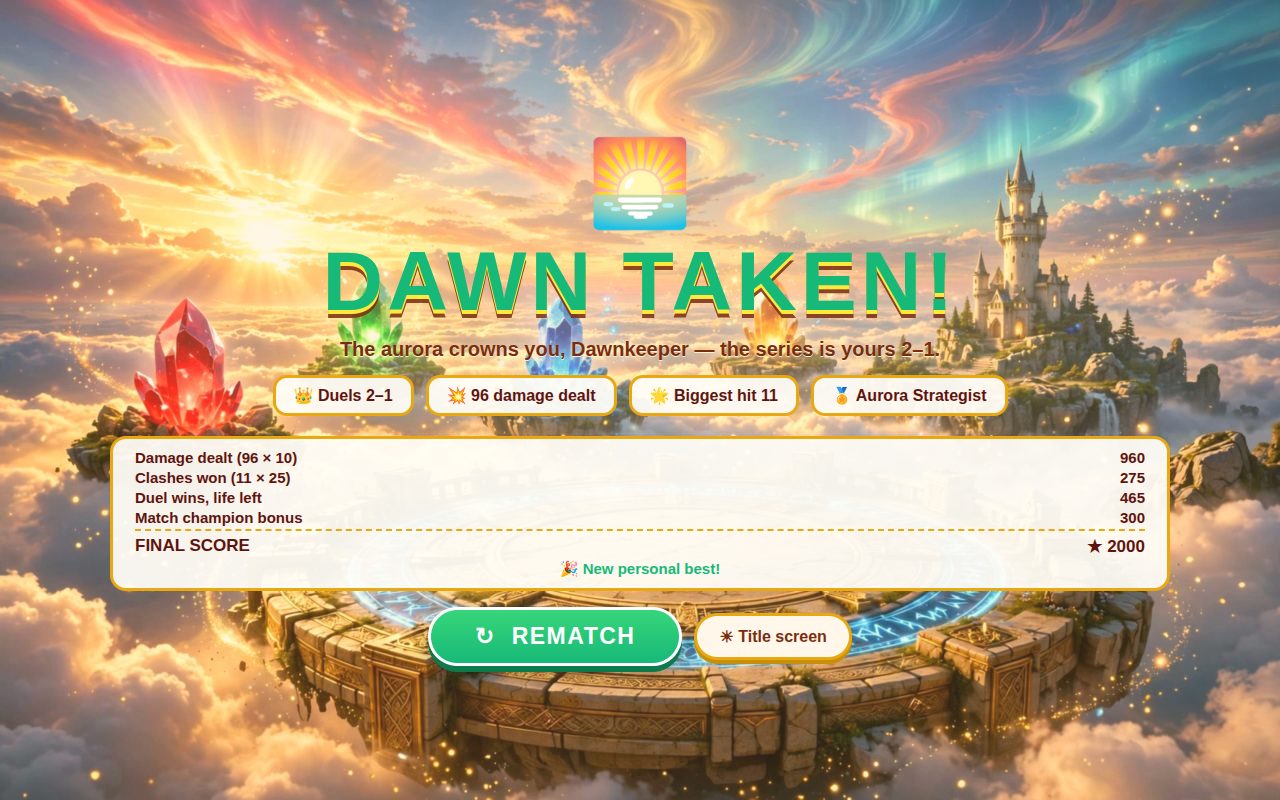 DAWN TAKEN!
The aurora crowns you, Dawnkeeper — the series is yours 2–1.
👑 Duels 2–1
💥 96 damage dealt
🌟 Biggest hit 11
🏅 Aurora Strategist
Damage dealt (96 × 10) 960
Clashes won (11 × 25) 275
Duel wins, life left 465
Match champion bonus 300
FINAL SCORE ★ 2000
🎉 New personal best!
↻ REMATCH
☀ Title screen